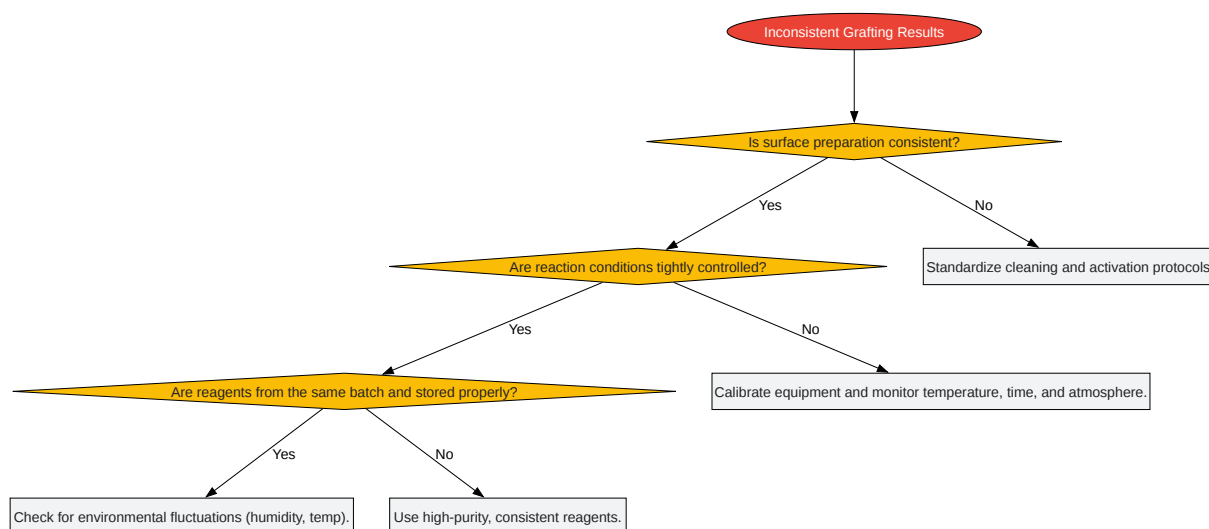 Inconsistent Grafting Results
Is surface preparation consistent?
Yes
No
Are reaction conditions tightly controlled?
Standardize cleaning and activation protocols
Yes
No
Are reagents from the same batch and stored properly?
Calibrate equipment and monitor temperature, time, and atmosphere.
Yes
No
Check for environmental fluctuations (humidity, temp).
Use high-purity, consistent reagents.